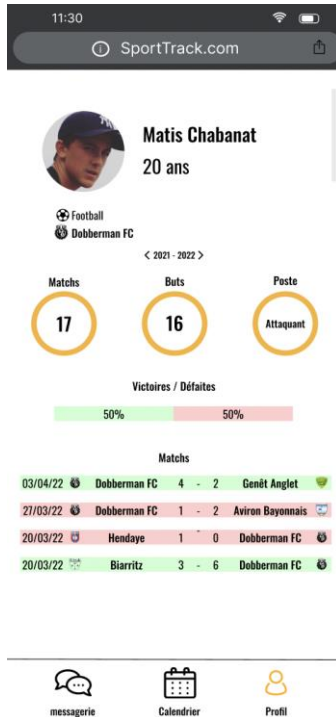 11:30
SportTrack.com
Matis Chabanat
20 ans
Football
Dobberman FC
< 2021 - 2022 >
Matchs Buts Poste
17 16 Attaquant
Victoires / Défaites
50% 50%
Matchs
03/04/22 Dobberman FC 4 - 2 Genêt Anglet
27/03/22 Dobberman FC 1 - 2 Aviron Bayonnais
20/03/22 Hendaye 1 - 0 Dobberman FC
20/03/22 Biarritz 3 - 6 Dobberman FC
messagerie Calendrier Profil